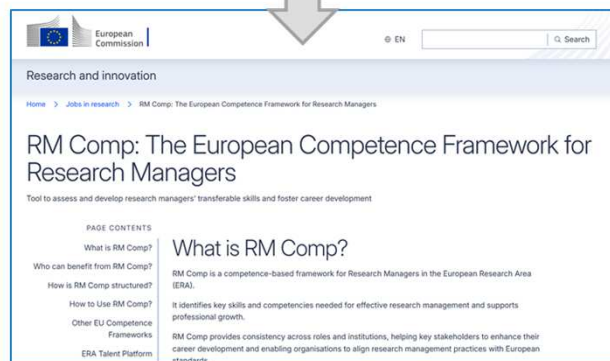 European
Commission
EN
Search
Research and innovation
Home > Jobs in research > RM Comp: The European Competence Framework for Research Managers
RM Comp: The European Competence Framework for
Research Managers
Tool to assess and develop research managers' transferable skills and foster career development
PAGE CONTENTS
What is RM Comp?
Who can benefit from RM Comp?
How is RM Comp structured?
How to Use RM Comp?
Other EU Competence
Frameworks
ERA Talent Platform
What is RM Comp?
RM Comp is a competence-based framework for Research Managers in the European Research Area
(ERA).
It identifies key skills and competencies needed for effective research management and supports
professional growth.
RM Comp provides consistency across roles and institutions, helping key stakeholders to enhance their
career development and enabling organisations to align research management practices with European
standards.